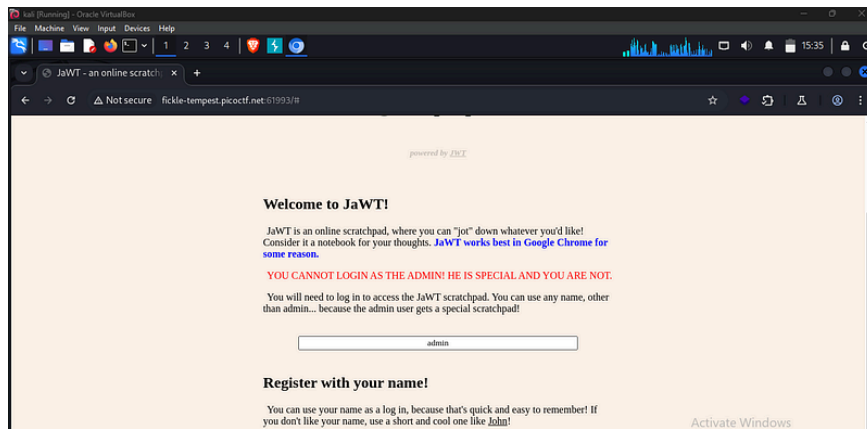 kali [Running] - Oracle VirtualBox
File Machine View Input Devices Help
1 2 3 4
15:35
JaWT - an online scratch
Not secure fickle-tempest.picoctf.net:61993/#
powered by JWT
Welcome to JaWT!
JaWT is an online scratchpad, where you can "jot" down whatever you'd like!
Consider it a notebook for your thoughts. JaWT works best in Google Chrome for
some reason.
YOU CANNOT LOGIN AS THE ADMIN! HE IS SPECIAL AND YOU ARE NOT.
You will need to log in to access the JaWT scratchpad. You can use any name, other
than admin... because the admin user gets a special scratchpad!
admin
Register with your name!
You can use your name as a log in, because that's quick and easy to remember! If
you don't like your name, use a short and cool one like John!
Activate Windows